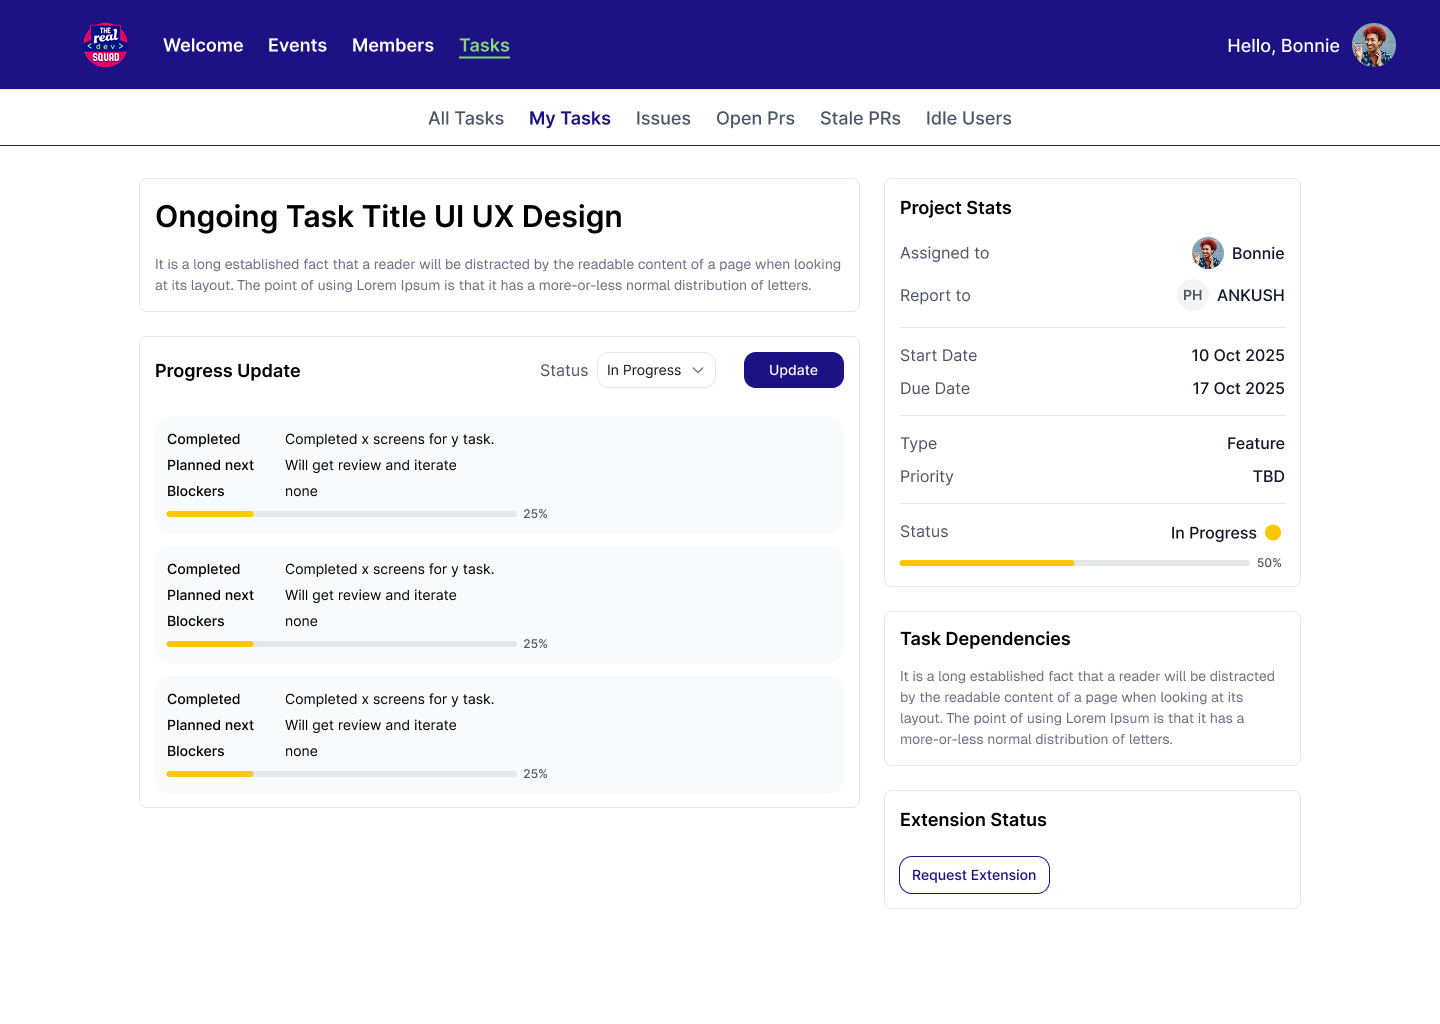 THE
real
<dev>
SQUAD
Welcome
Events
Members
Tasks
Hello, Bonnie
All Tasks
My Tasks
Issues
Open Prs
Stale PRs
Idle Users
Ongoing Task Title UI UX Design
It is a long established fact that a reader will be distracted by the readable content of a page when looking
at its layout. The point of using Lorem Ipsum is that it has a more-or-less normal distribution of letters.
Progress Update
Status
In Progress
Update
Completed
Completed x screens for y task.
Planned next
Will get review and iterate
Blockers
none
25%
Completed
Completed x screens for y task.
Planned next
Will get review and iterate
Blockers
none
25%
Completed
Completed x screens for y task.
Planned next
Will get review and iterate
Blockers
none
25%
Project Stats
Assigned to
Bonnie
Report to
PH
ANKUSH
Start Date
10 Oct 2025
Due Date
17 Oct 2025
Type
Feature
Priority
TBD
Status
In Progress
50%
Task Dependencies
It is a long established fact that a reader will be distracted
by the readable content of a page when looking at its
layout. The point of using Lorem Ipsum is that it has a
more-or-less normal distribution of letters.
Extension Status
Request Extension